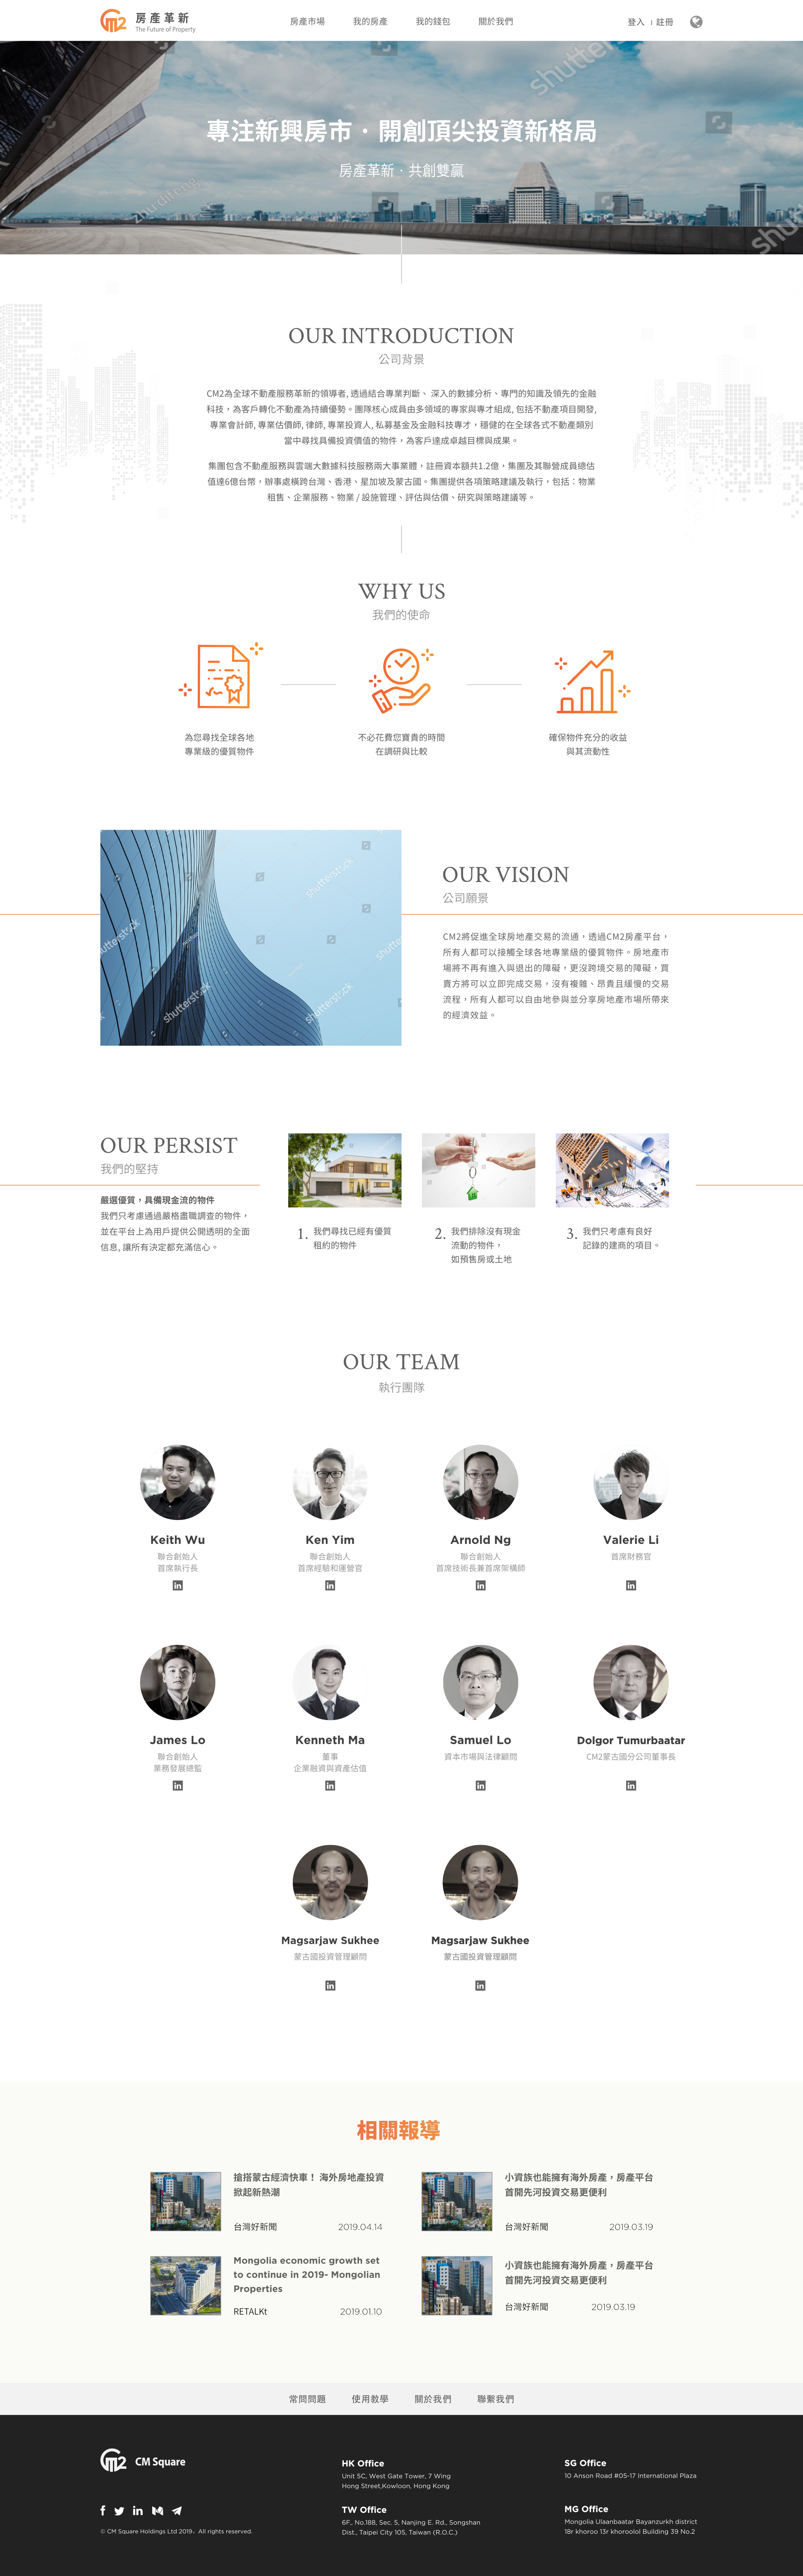 房產革新
The Future of Property
房產市場 我的房產 我的錢包 關於我們
登入 | 註冊
專注新興房市・開創頂尖投資新格局
房產革新・共創雙贏
OUR INTRODUCTION
公司背景
CM2為全球不動產服務革新的領導者, 透過結合專業判斷、 深入的數據分析、專門的知識及領先的金融
科技，為客戶轉化不動產為持續優勢。團隊核心成員由多領域的專家與專才組成, 包括不動產項目開發,
專業會計師, 專業估價師, 律師, 專業投資人, 私募基金及金融科技專才，穩健的在全球各式不動產類別
當中尋找具備投資價值的物件，為客戶達成卓越目標與成果。
集團包含不動產服務與雲端大數據科技服務兩大事業體，註冊資本額共1.2億，集團及其聯營成員總估
值達6億台幣，辦事處橫跨台灣、香港、星加坡及蒙古國。集團提供各項策略建議及執行，包括：物業
租售、企業服務、物業 / 設施管理、評估與估價、研究與策略建議等。
WHY US
我們的使命
為您尋找全球各地
專業級的優質物件
不必花費您寶貴的時間
在調研與比較
確保物件充分的收益
與其流動性
OUR VISION
公司願景
CM2將促進全球房地產交易的流通，透過CM2房產平台，
所有人都可以接觸全球各地專業級的優質物件。房地產市
場將不再有進入與退出的障礙，更沒跨境交易的障礙，買
賣方將可以立即完成交易，沒有複雜、昂貴且緩慢的交易
流程，所有人都可以自由地參與並分享房地產市場所帶來
的經濟效益。
OUR PERSIST
我們的堅持
嚴選優質，具備現金流的物件
我們只考慮通過嚴格盡職調查的物件，
並在平台上為用戶提供公開透明的全面
信息, 讓所有決定都充滿信心。
1. 我們尋找已經有優質
租約的物件
2. 我們排除沒有現金
流動的物件，
如預售房或土地
3. 我們只考慮有良好
記錄的建商的項目。
OUR TEAM
執行團隊
Keith Wu
聯合創始人
首席執行長
Ken Yim
聯合創始人
首席經驗和運營官
Arnold Ng
聯合創始人
首席技術長兼首席架構師
Valerie Li
首席財務官
James Lo
聯合創始人
業務發展總監
Kenneth Ma
董事
企業融資與資產估值
Samuel Lo
資本市場與法律顧問
Dolgor Tumurbaatar
CM2蒙古國分公司董事長
Magsarjaw Sukhee
蒙古國投資管理顧問
Magsarjaw Sukhee
蒙古國投資管理顧問
相關報導
搶搭蒙古經濟快車！ 海外房地產投資
掀起新熱潮
台灣好新聞 2019.04.14
小資族也能擁有海外房產，房產平台
首開先河投資交易更便利
台灣好新聞 2019.03.19
Mongolia economic growth set
to continue in 2019- Mongolian
Properties
RETALKt 2019.01.10
小資族也能擁有海外房產，房產平台
首開先河投資交易更便利
台灣好新聞 2019.03.19
常問問題 使用教學 關於我們 聯繫我們
CM Square
© CM Square Holdings Ltd 2019。All rights reserved.
HK Office
Unit 5C, West Gate Tower, 7 Wing
Hong Street,Kowloon, Hong Kong
TW Office
6F., No.188, Sec. 5, Nanjing E. Rd., Songshan
Dist., Taipei City 105, Taiwan (R.O.C.)
SG Office
10 Anson Road #05-17 International Plaza
MG Office
Mongolia Ulaanbaatar Bayanzurkh district
18r khoroo 13r khoroolol Building 39 No.2